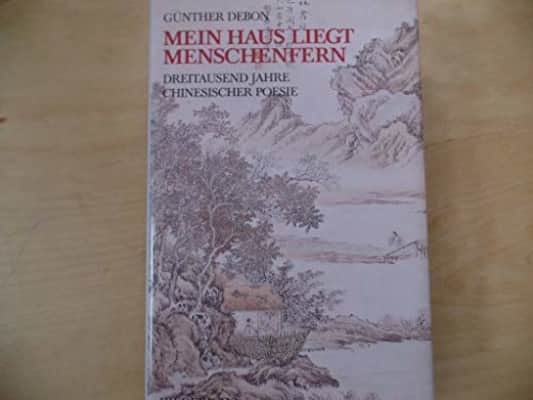 GÜNTHER DEBON
MEIN HAUS LIEGT
MENSCHENFERN
DREITAUSEND JAHRE
CHINESISCHER POESIE